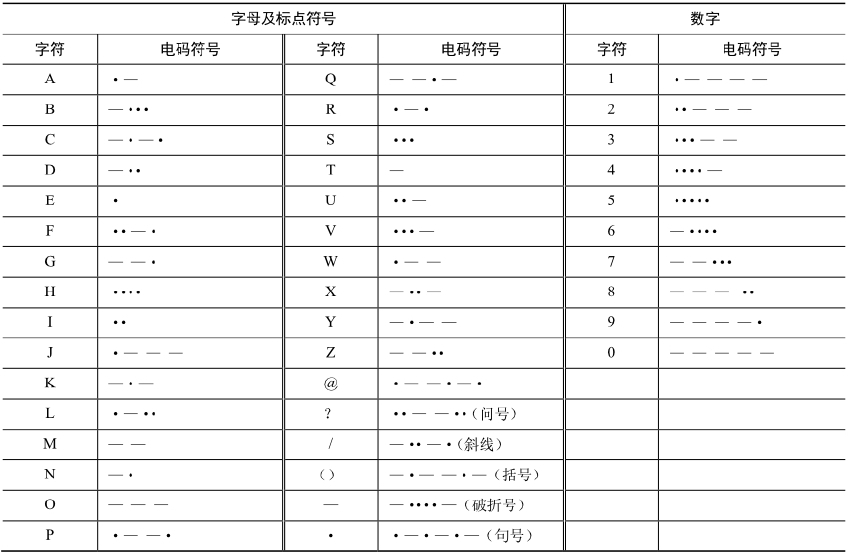 字母及标点符号 数字
字符 电码符号 字符 电码符号 字符 电码符号
A •— Q ——•— 1 •————
B —••• R •—• 2 ••———
C —•—• S ••• 3 •••——
D —•• T — 4 ••••—
E • U ••— 5 •••••
F ••—• V •••— 6 —••••
G ——• W •—— 7 ——•••
H •••• X —••— 8 ———••
I •• Y —•—— 9 ————•
J •——— Z ——•• 0 —————
K —•— @ •——•—•
L •—•• ? ••——••(问号)
M —— / —••—•(斜线)
N —• () —•——•—(括号)
O ——— — —••••—(破折号)
P •——• • •—•—•—(句号)